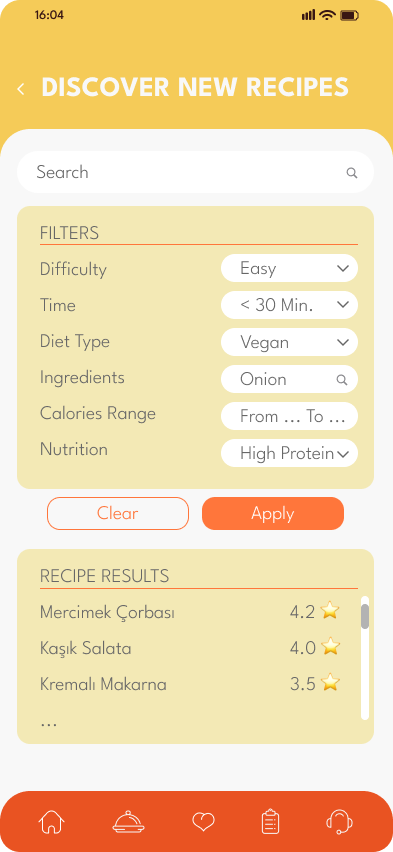 16:04
DISCOVER NEW RECIPES
Search
FILTERS
Difficulty Easy
Time < 30 Min.
Diet Type Vegan
Ingredients Onion
Calories Range From ... To ...
Nutrition High Protein
Clear Apply
RECIPE RESULTS
Mercimek Çorbası 4.2
Kaşık Salata 4.0
Kremalı Makarna 3.5
...